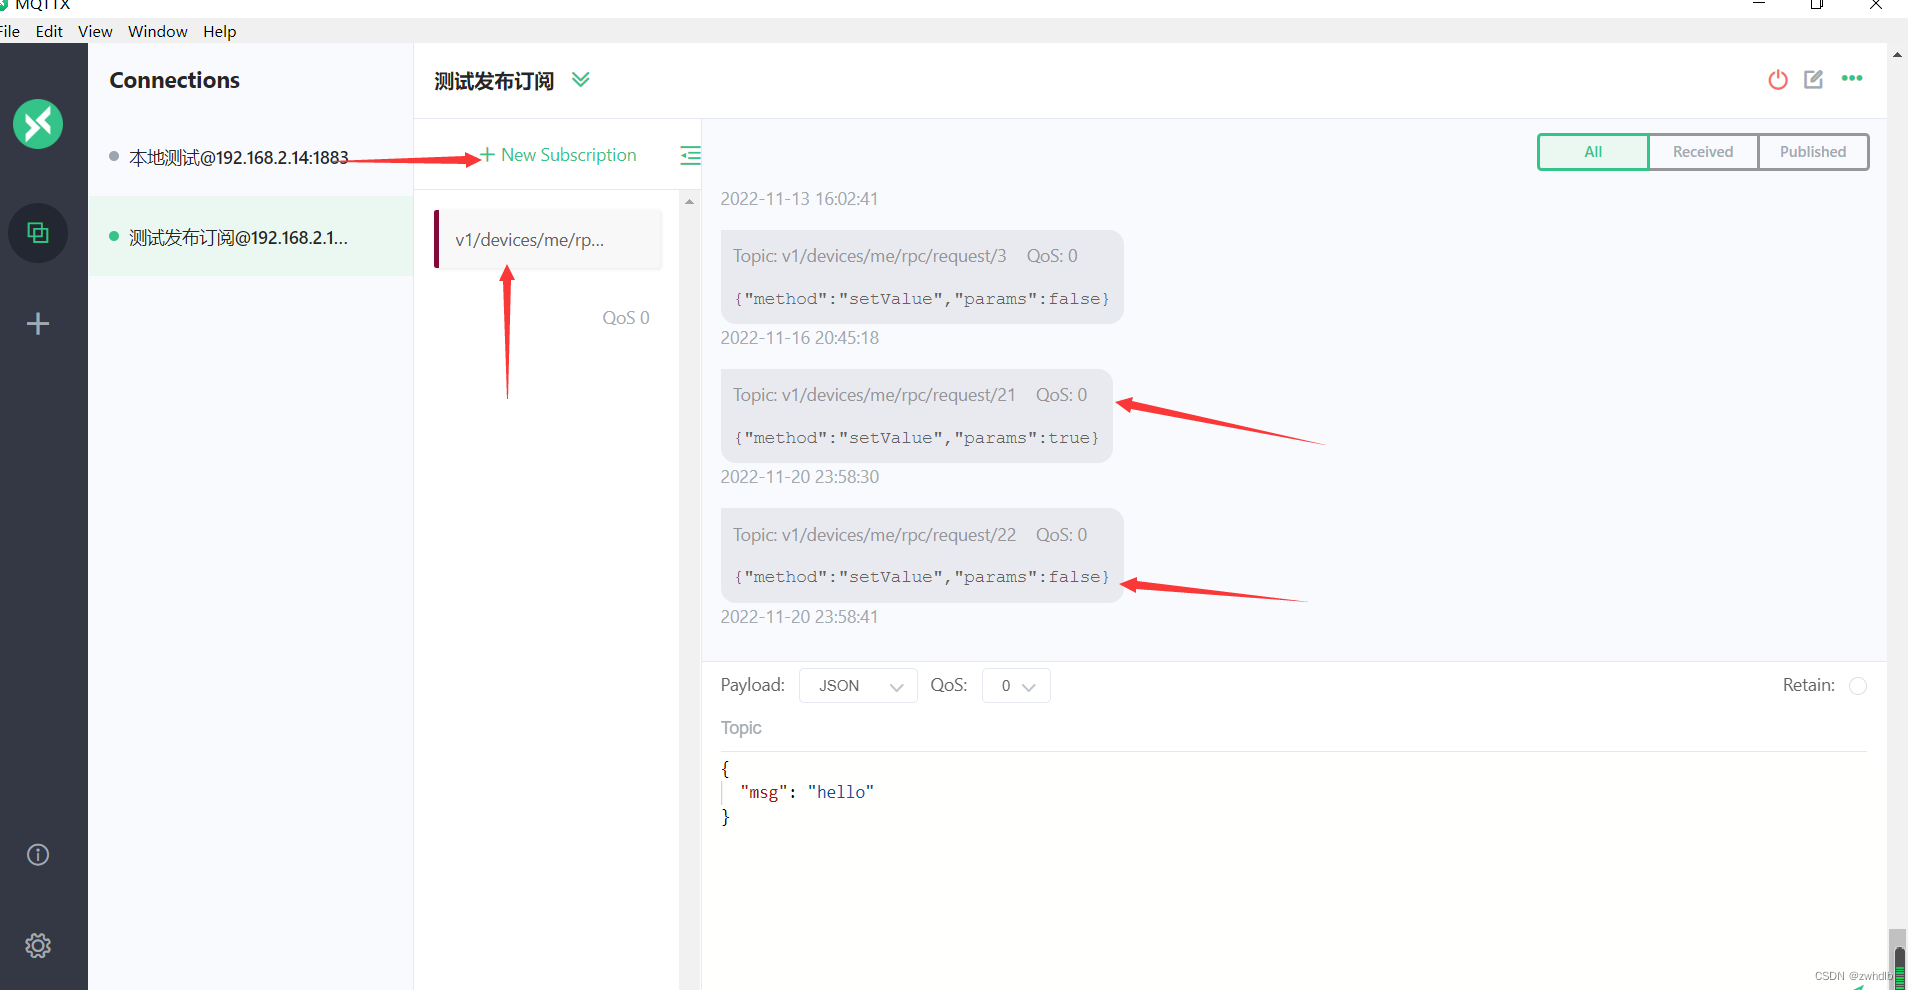 MQTTX
File Edit View Window Help
Connections
本地测试@192.168.2.14:1883
测试发布订阅@192.168.2.1...
测试发布订阅
+ New Subscription
v1/devices/me/rp...
QoS 0
All Received Published
2022-11-13 16:02:41
Topic: v1/devices/me/rpc/request/3 QoS: 0
{"method":"setValue","params":false}
2022-11-16 20:45:18
Topic: v1/devices/me/rpc/request/21 QoS: 0
{"method":"setValue","params":true}
2022-11-20 23:58:30
Topic: v1/devices/me/rpc/request/22 QoS: 0
{"method":"setValue","params":false}
2022-11-20 23:58:41
Payload: JSON QoS: 0 Retain:
Topic
{
"msg": "hello"
}
CSDN @zwhdlb